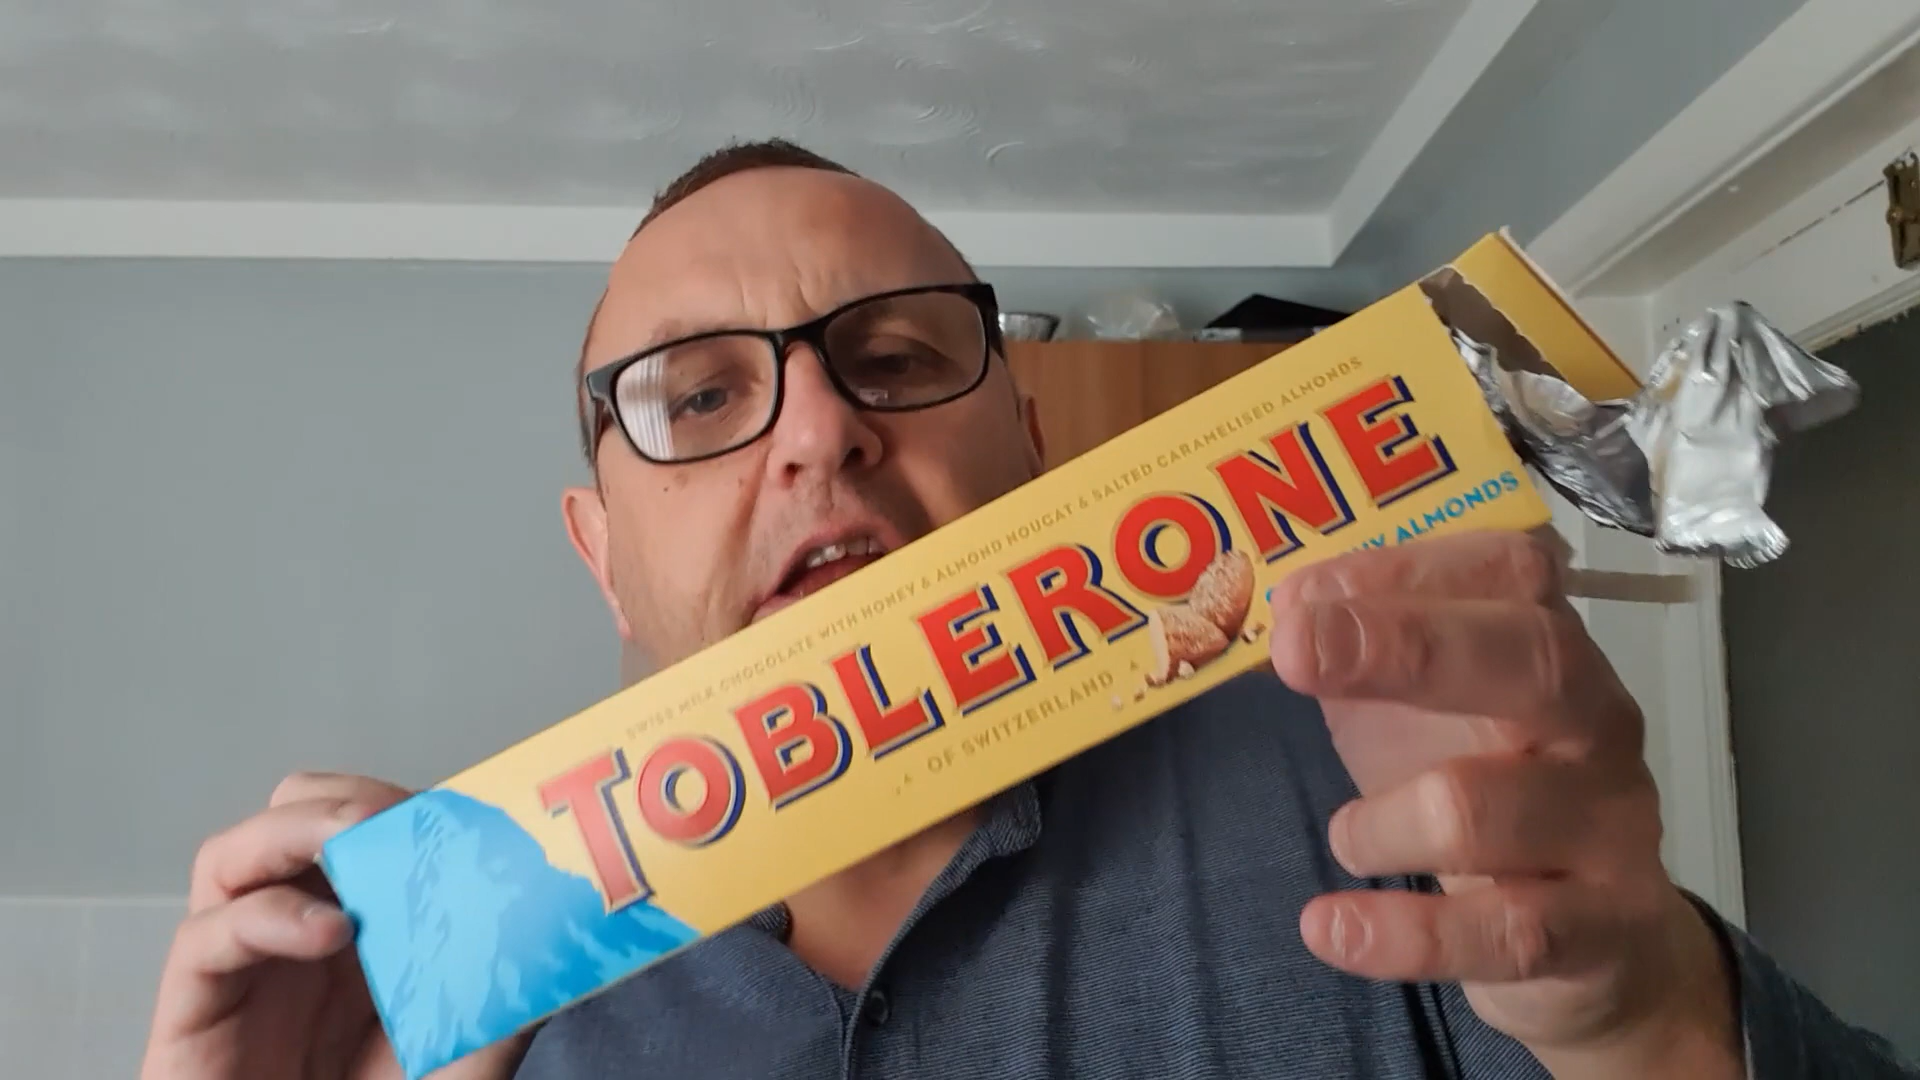 SWISS MILK CHOCOLATE WITH HONEY & ALMOND NOUGAT & SALTED CARAMELISED ALMONDS
TOBLERONE
ALMONDS
OF SWITZERLAND